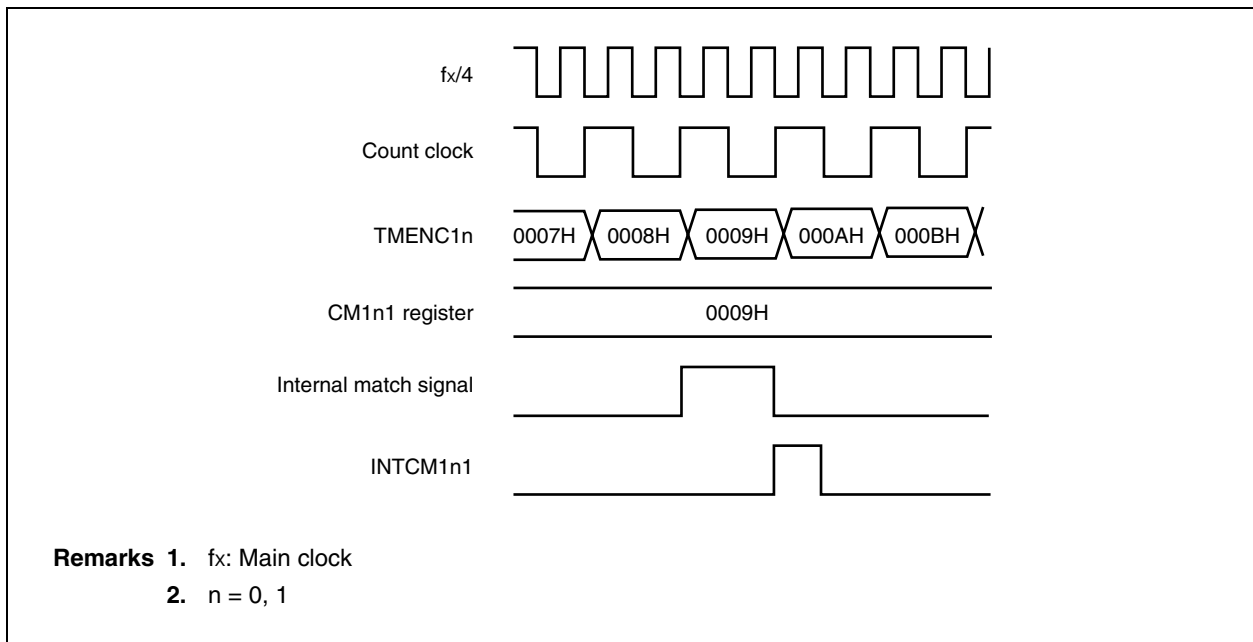 fx/4
Count clock
TMENC1n 0007H 0008H 0009H 000AH 000BH
CM1n1 register 0009H
Internal match signal
INTCM1n1
Remarks 1. fx: Main clock
2. n = 0, 1